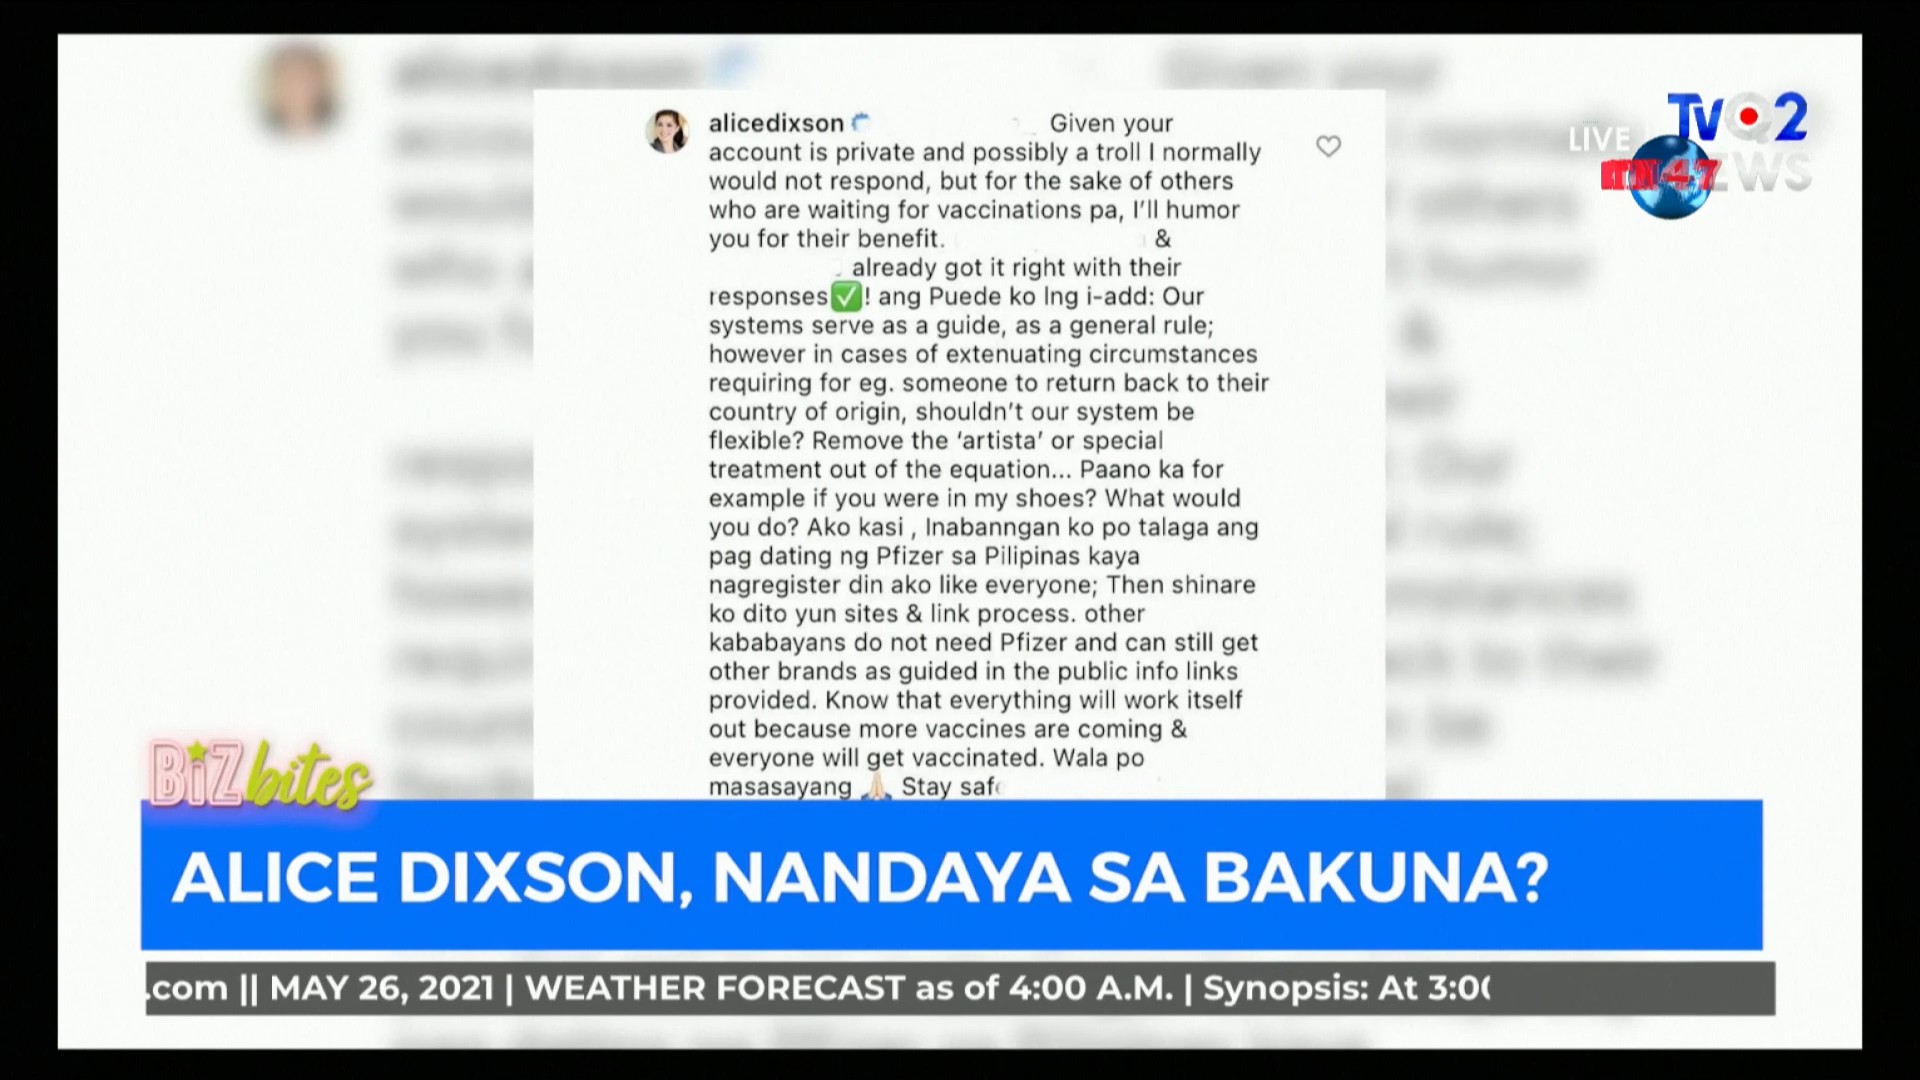 alicedixson Given your
account is private and possibly a troll I normally
would not respond, but for the sake of others
who are waiting for vaccinations pa, I'll humor
you for their benefit. &
already got it right with their
responses✅! ang Puede ko lng i-add: Our
systems serve as a guide, as a general rule;
however in cases of extenuating circumstances
requiring for eg. someone to return back to their
country of origin, shouldn't our system be
flexible? Remove the 'artista' or special
treatment out of the equation... Paano ka for
example if you were in my shoes? What would
you do? Ako kasi , Inabanngan ko po talaga ang
pag dating ng Pfizer sa Pilipinas kaya
nagregister din ako like everyone; Then shinare
ko dito yun sites & link process. other
kababayans do not need Pfizer and can still get
other brands as guided in the public info links
provided. Know that everything will work itself
out because more vaccines are coming &
everyone will get vaccinated. Wala po
masasayang 🙏🏻 Stay safe
LIVE
BiZbites
ALICE DIXSON, NANDAYA SA BAKUNA?
.com || MAY 26, 2021 | WEATHER FORECAST as of 4:00 A.M. | Synopsis: At 3:00